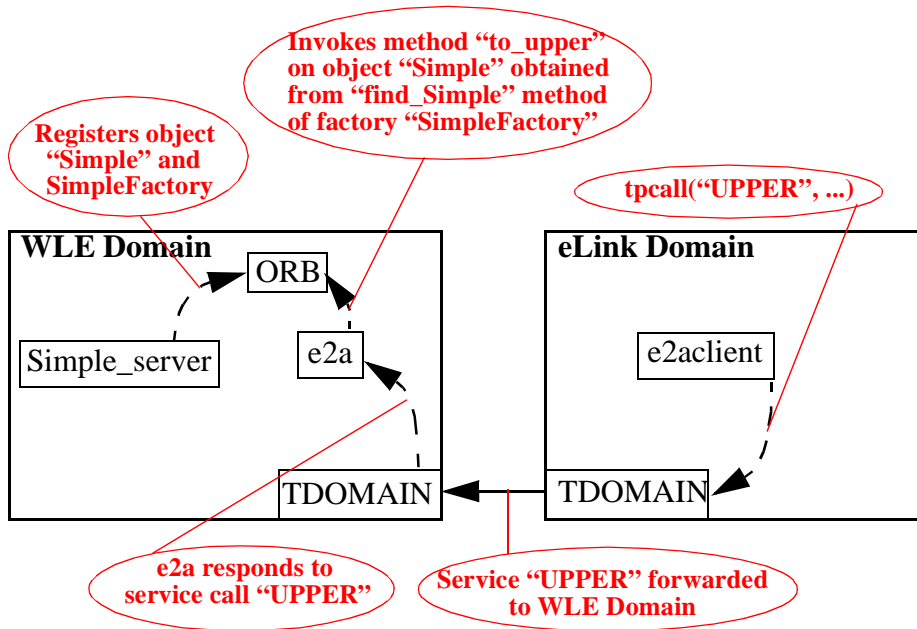 Invokes method “to_upper”
on object “Simple” obtained
from “find_Simple” method
of factory “SimpleFactory”
Registers object
“Simple” and
SimpleFactory
tpcall(“UPPER”, ...)
WLE Domain
eLink Domain
ORB
Simple_server
e2a
e2aclient
TDOMAIN
TDOMAIN
e2a responds to
service call “UPPER”
Service “UPPER” forwarded
to WLE Domain